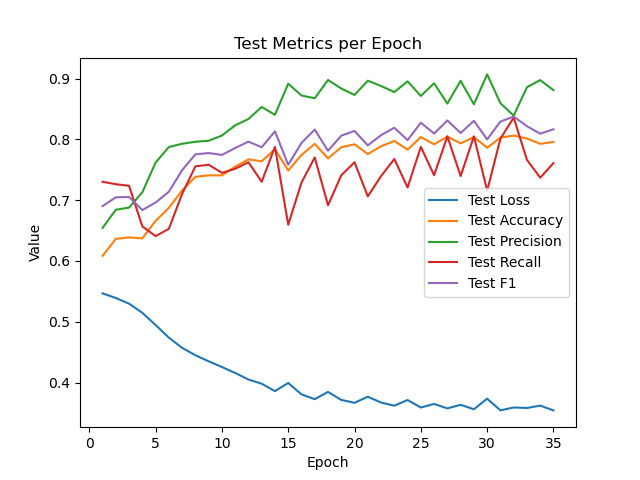 Test Metrics per Epoch
0.9
0.8
0.7
0.6
0.5
0.4
Value
Test Loss
Test Accuracy
Test Precision
Test Recall
Test F1
0 5 10 15 20 25 30 35
Epoch